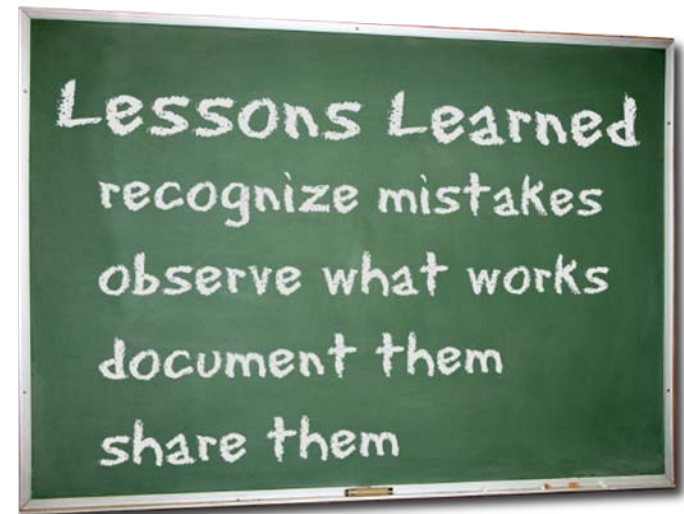 Lessons Learned
recognize mistakes
observe what works
document them
share them